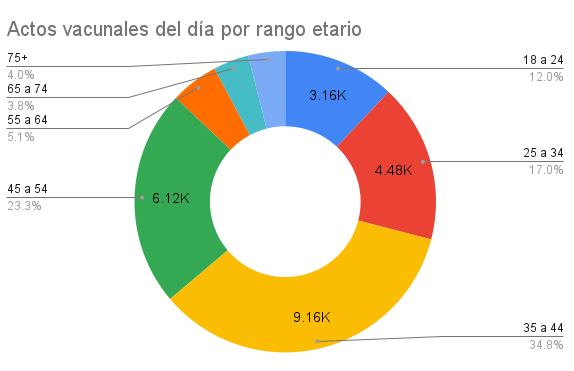 Actos vacunales del día por rango etario
75+
4.0%
65 a 74
3.8%
55 a 64
5.1%
45 a 54
23.3%
18 a 24
12.0%
25 a 34
17.0%
35 a 44
34.8%
3.16K
4.48K
6.12K
9.16K